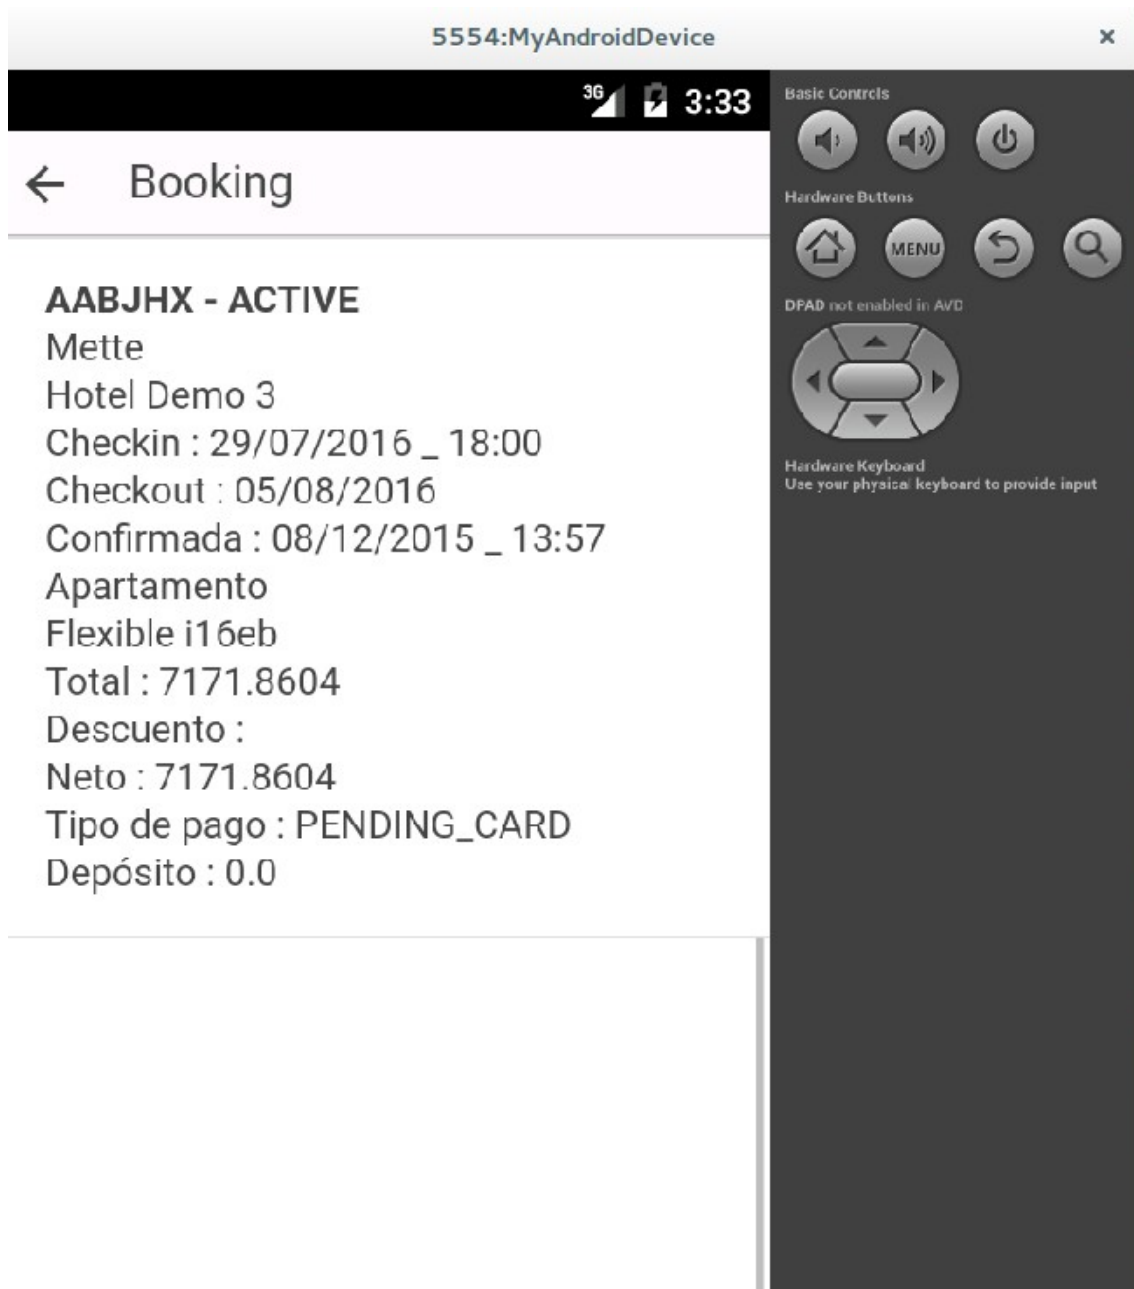 5554:MyAndroidDevice
3G 3:33
Booking
AABJHX - ACTIVE
Mette
Hotel Demo 3
Checkin : 29/07/2016 _ 18:00
Checkout : 05/08/2016
Confirmada : 08/12/2015 _ 13:57
Apartamento
Flexible i16eb
Total : 7171.8604
Descuento :
Neto : 7171.8604
Tipo de pago : PENDING_CARD
Depósito : 0.0
Basic Controls
Hardware Buttons
MENU
DPAD not enabled in AVD
Hardware Keyboard
Use your physical keyboard to provide input